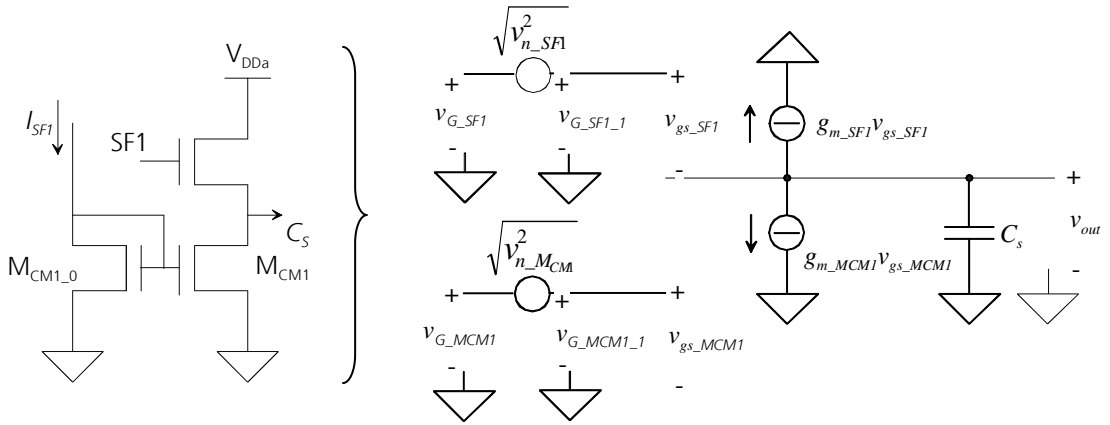 V_DDa
I_SF1
SF1
C_S
M_CM1_0
M_CM1
√v²_n_SF1
+ + +
v_G_SF1 v_G_SF1_1 v_gs_SF1
- - -
√v²_n_M_CM1
+ + +
v_G_MCM1 v_G_MCM1_1 v_gs_MCM1
- - -
g_m_SF1 v_gs_SF1
g_m_MCM1 v_gs_MCM1
C_s
+
v_out
-